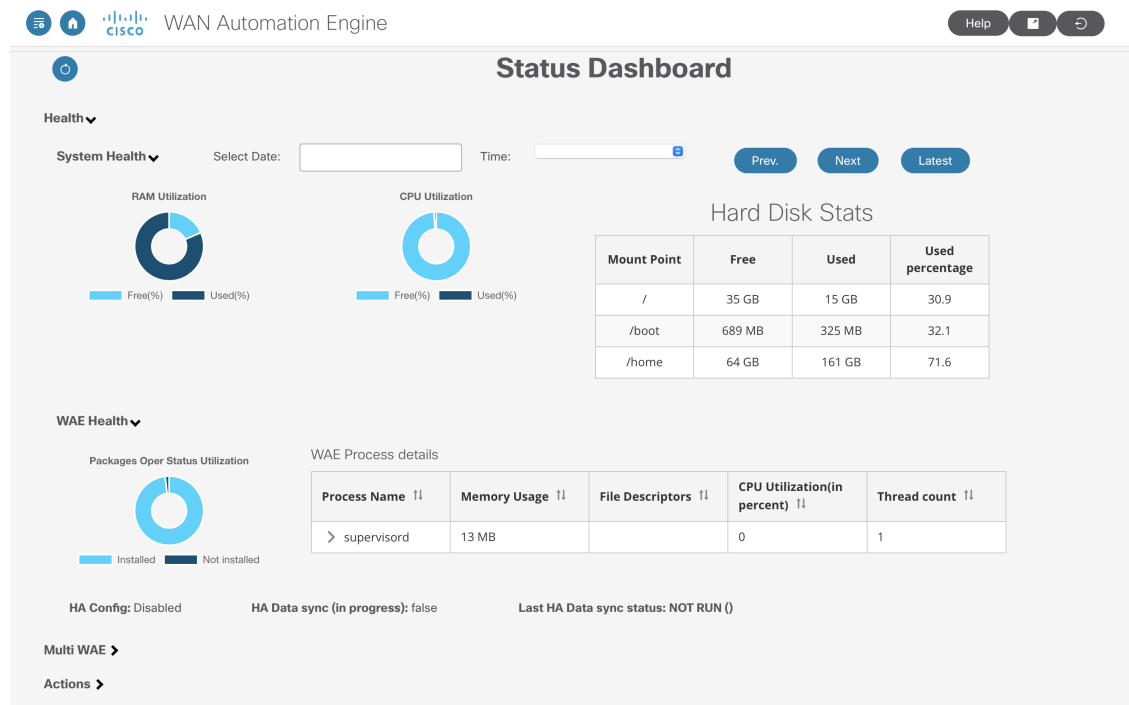 CISCO WAN Automation Engine Help
Status Dashboard
Health
System Health Select Date: Time: Prev. Next Latest
RAM Utilization CPU Utilization
Free(%) Used(%) Free(%) Used(%)
Hard Disk Stats
Mount Point Free Used Used percentage
/ 35 GB 15 GB 30.9
/boot 689 MB 325 MB 32.1
/home 64 GB 161 GB 71.6
WAE Health
Packages Oper Status Utilization
Installed Not installed
WAE Process details
Process Name Memory Usage File Descriptors CPU Utilization(in percent) Thread count
supervisord 13 MB 0 1
HA Config: Disabled HA Data sync (in progress): false Last HA Data sync status: NOT RUN ()
Multi WAE
Actions